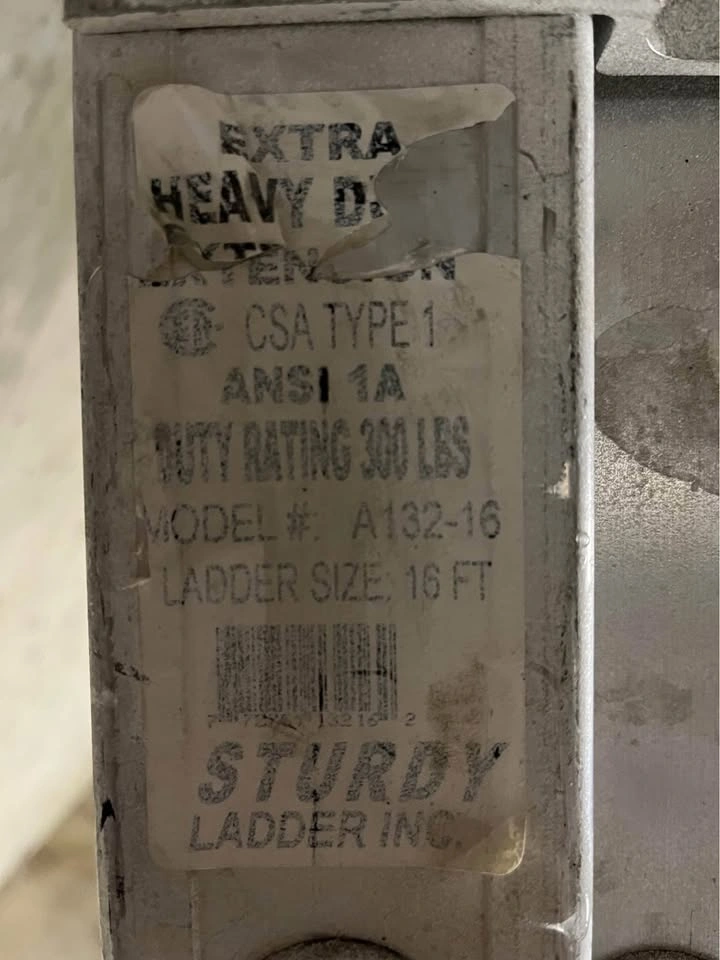 EXTRA
HEAVY
EXTENSION
CSA TYPE 1
ANSI 1A
DUTY RATING 300 LBS
MODEL #: A132-16
LADDER SIZE: 16 FT
STURDY
LADDER INC.